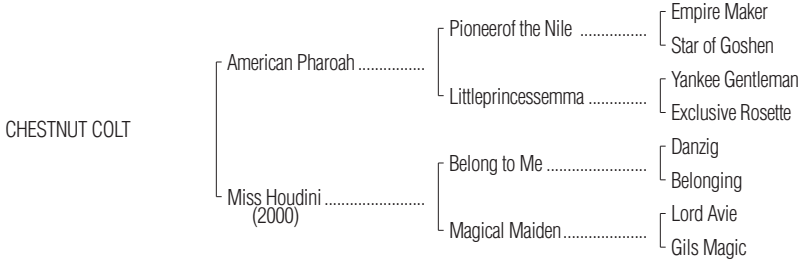 Empire Maker
Pioneerof the Nile ................
Star of Goshen
American Pharoah ................
Yankee Gentleman
Littleprincessemma ..............
Exclusive Rosette
CHESTNUT COLT
Danzig
Belong to Me ........................
Belonging
Miss Houdini ........................
(2000)
Lord Avie
Magical Maiden....................
Gils Magic